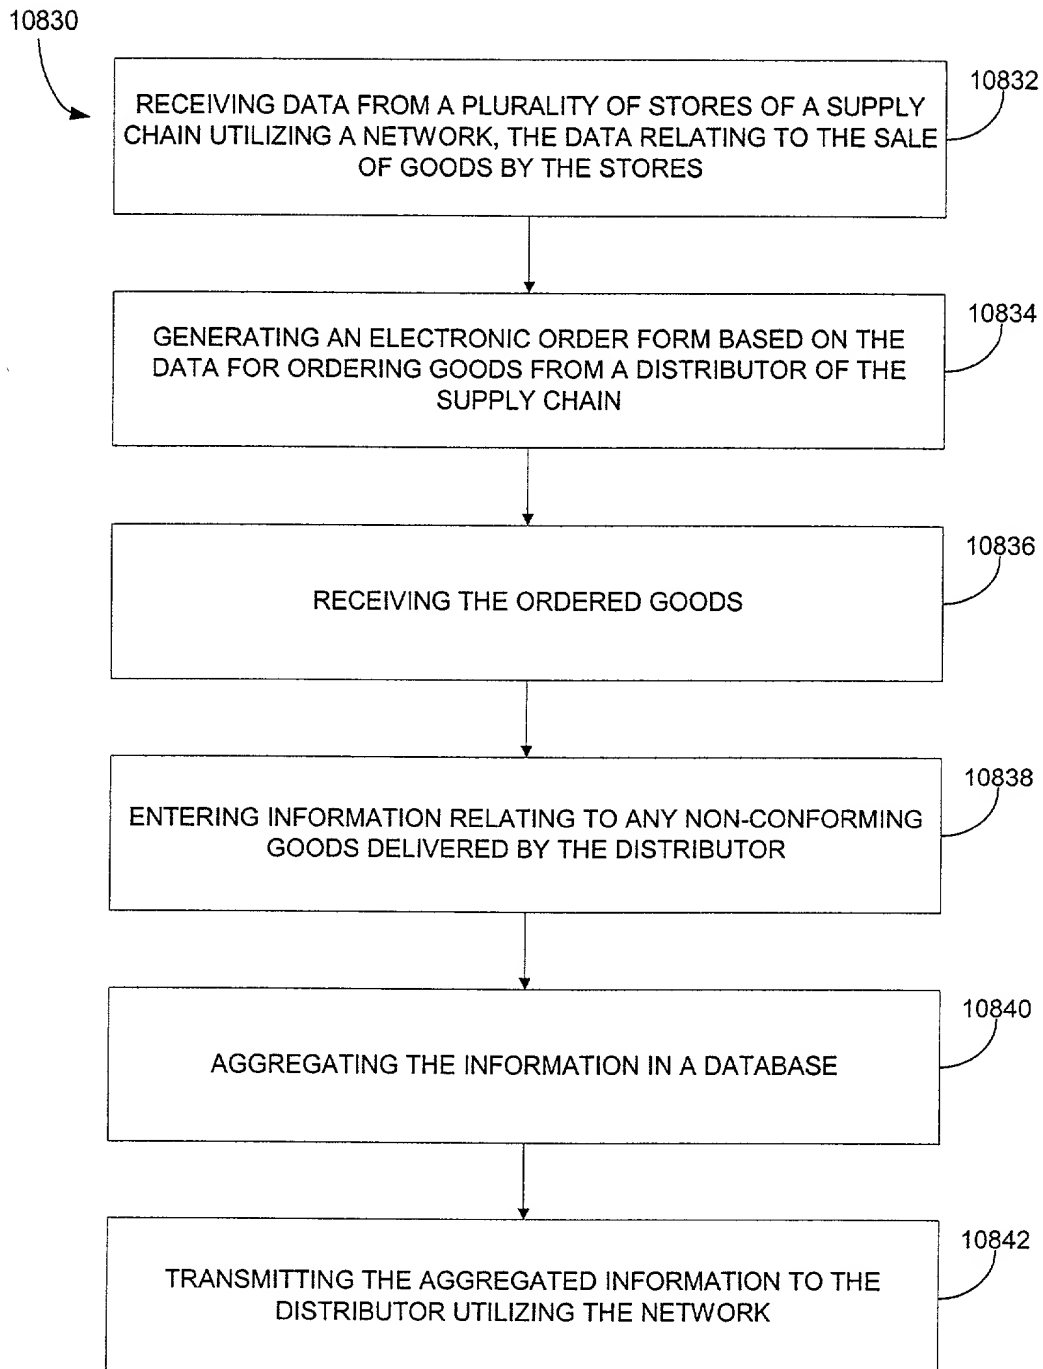 10830
10832
RECEIVING DATA FROM A PLURALITY OF STORES OF A SUPPLY
CHAIN UTILIZING A NETWORK, THE DATA RELATING TO THE SALE
OF GOODS BY THE STORES
10834
GENERATING AN ELECTRONIC ORDER FORM BASED ON THE
DATA FOR ORDERING GOODS FROM A DISTRIBUTOR OF THE
SUPPLY CHAIN
10836
RECEIVING THE ORDERED GOODS
10838
ENTERING INFORMATION RELATING TO ANY NON-CONFORMING
GOODS DELIVERED BY THE DISTRIBUTOR
10840
AGGREGATING THE INFORMATION IN A DATABASE
10842
TRANSMITTING THE AGGREGATED INFORMATION TO THE
DISTRIBUTOR UTILIZING THE NETWORK